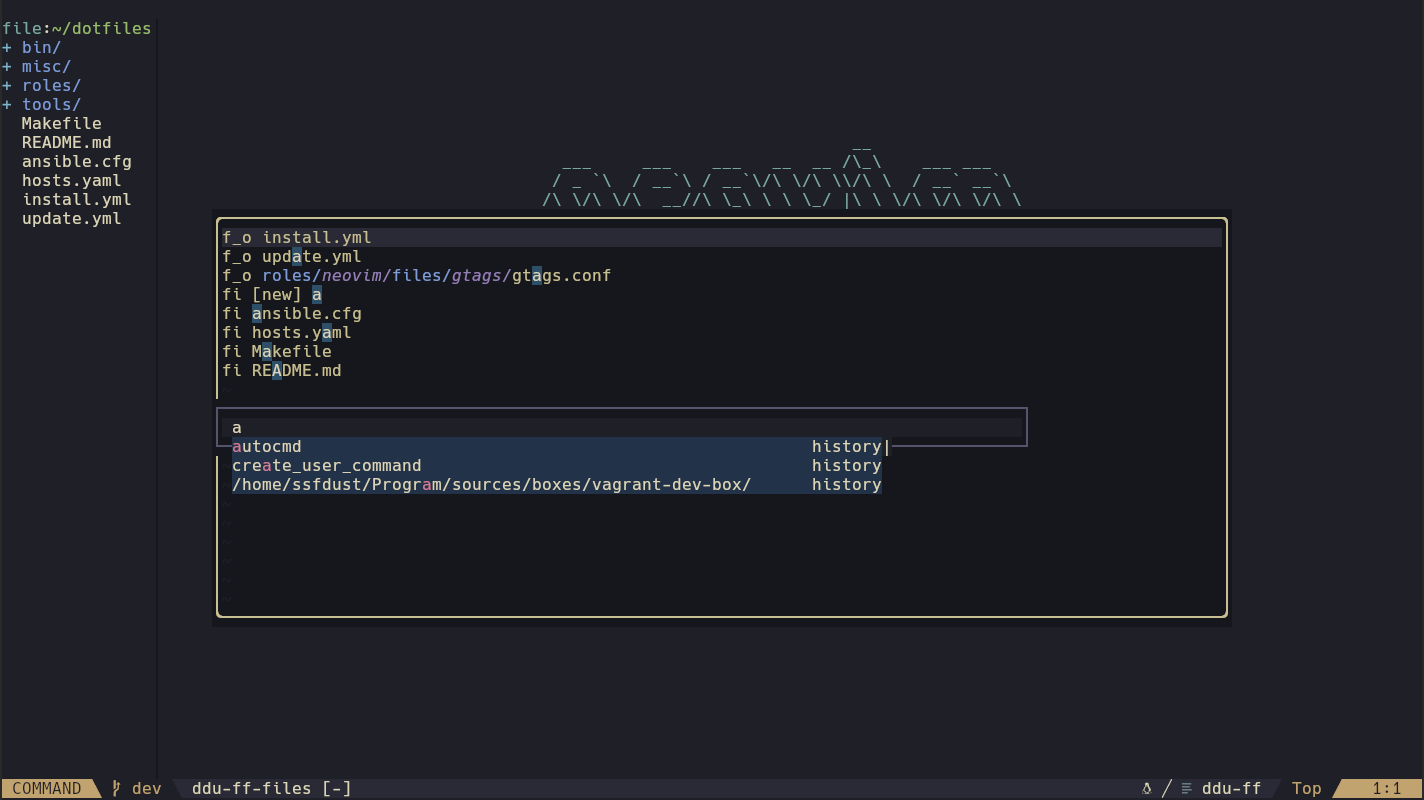 file:~/dotfiles
+ bin/
+ misc/
+ roles/
+ tools/
Makefile
README.md
ansible.cfg
hosts.yaml
install.yml
update.yml
f_o install.yml
f_o update.yml
f_o roles/neovim/files/gtags/gtags.conf
fi [new] a
fi ansible.cfg
fi hosts.yaml
fi Makefile
fi README.md
a
autocmd history
create_user_command history
/home/ssfdust/Program/sources/boxes/vagrant-dev-box/ history
COMMAND dev ddu-ff-files [-] ddu-ff Top 1:1